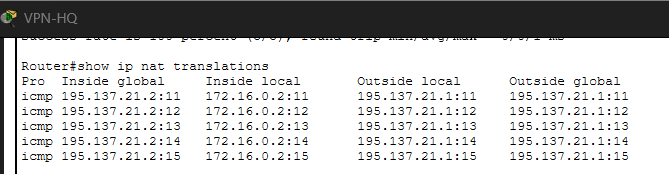 VPN-HQ
Router#show ip nat translations
Pro Inside global Inside local Outside local Outside global
icmp 195.137.21.2:11 172.16.0.2:11 195.137.21.1:11 195.137.21.1:11
icmp 195.137.21.2:12 172.16.0.2:12 195.137.21.1:12 195.137.21.1:12
icmp 195.137.21.2:13 172.16.0.2:13 195.137.21.1:13 195.137.21.1:13
icmp 195.137.21.2:14 172.16.0.2:14 195.137.21.1:14 195.137.21.1:14
icmp 195.137.21.2:15 172.16.0.2:15 195.137.21.1:15 195.137.21.1:15